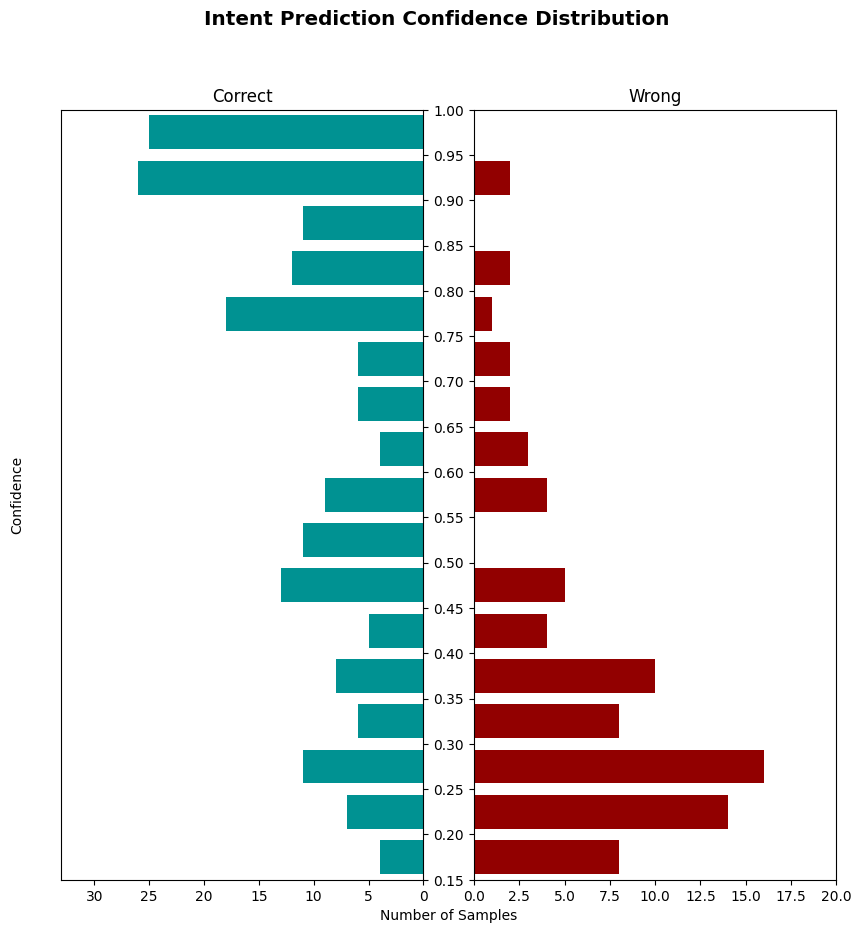 Intent Prediction Confidence Distribution
Correct
Wrong
1.00
0.95
0.90
0.85
0.80
0.75
0.70
0.65
0.60
0.55
0.50
0.45
0.40
0.35
0.30
0.25
0.20
0.15
Confidence
30 25 20 15 10 5 0
0.0 2.5 5.0 7.5 10.0 12.5 15.0 17.5 20.0
Number of Samples